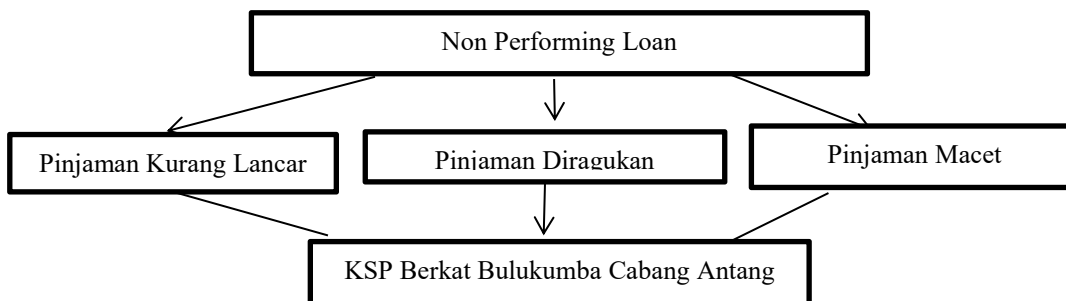 Non Performing Loan
Pinjaman Kurang Lancar
Pinjaman Diragukan
Pinjaman Macet
KSP Berkat Bulukumba Cabang Antang